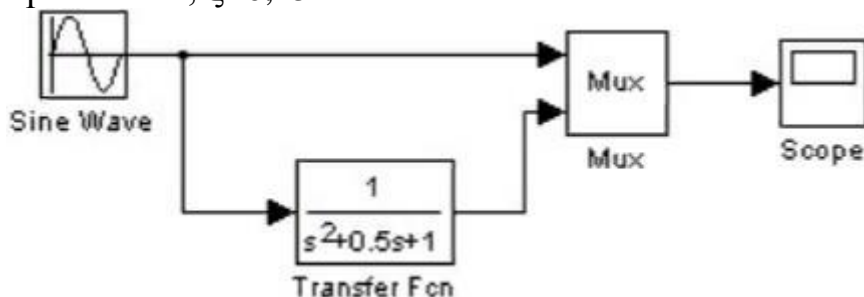 Sine Wave
Mux
Mux
Scope
1
s²+0.5s+1
Transfer Fcn